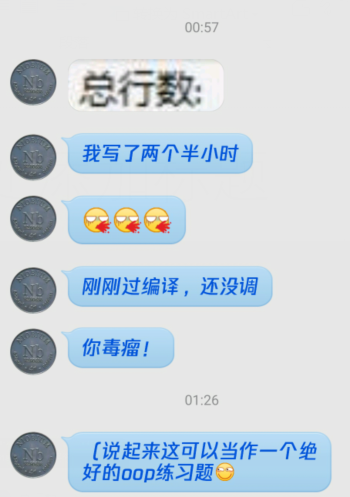 00:57
总行数:
我写了两个半小时
刚刚过编译，还没调
你毒瘤！
01:26
（说起来这可以当作一个绝
好的oop练习题